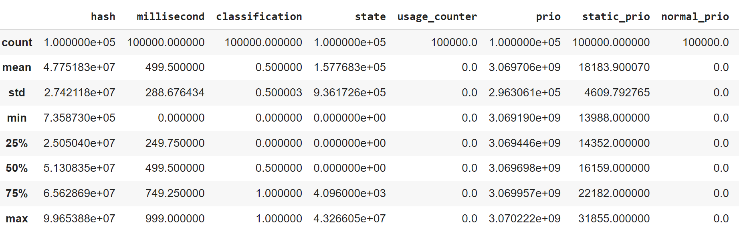 hash millisecond classification state usage_counter prio static_prio normal_prio
count 1.000000e+05 100000.000000 100000.000000 1.000000e+05 100000.0 1.000000e+05 100000.000000 100000.0
mean 4.775183e+07 499.500000 0.500000 1.577683e+05 0.0 3.069706e+09 18183.900070 0.0
std 2.742118e+07 288.676434 0.500003 9.361726e+05 0.0 2.963061e+05 4609.792765 0.0
min 7.358730e+05 0.000000 0.000000 0.000000e+00 0.0 3.069190e+09 13988.000000 0.0
25% 2.505040e+07 249.750000 0.000000 0.000000e+00 0.0 3.069446e+09 14352.000000 0.0
50% 5.130835e+07 499.500000 0.500000 0.000000e+00 0.0 3.069698e+09 16159.000000 0.0
75% 6.562869e+07 749.250000 1.000000 4.096000e+03 0.0 3.069957e+09 22182.000000 0.0
max 9.965388e+07 999.000000 1.000000 4.326605e+07 0.0 3.070222e+09 31855.000000 0.0